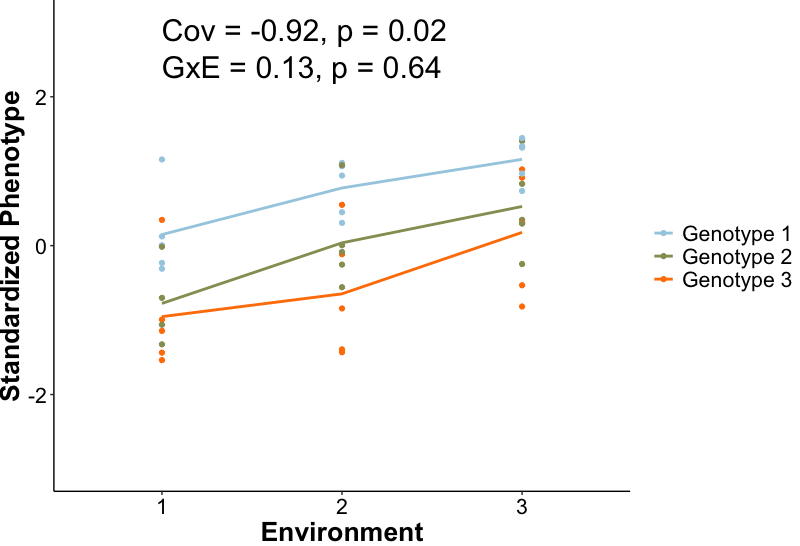 Cov = -0.92, p = 0.02
GxE = 0.13, p = 0.64
Standardized Phenotype
2
0
-2
1
2
3
Environment
Genotype 1
Genotype 2
Genotype 3